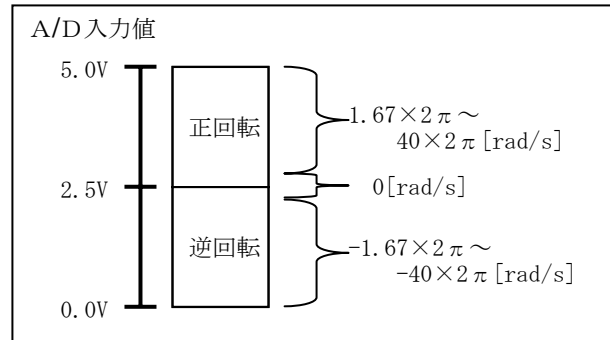 A/D入力値
5.0V
正回転
1.67×2π～
40×2π[rad/s]
2.5V
0[rad/s]
逆回転
-1.67×2π～
-40×2π[rad/s]
0.0V